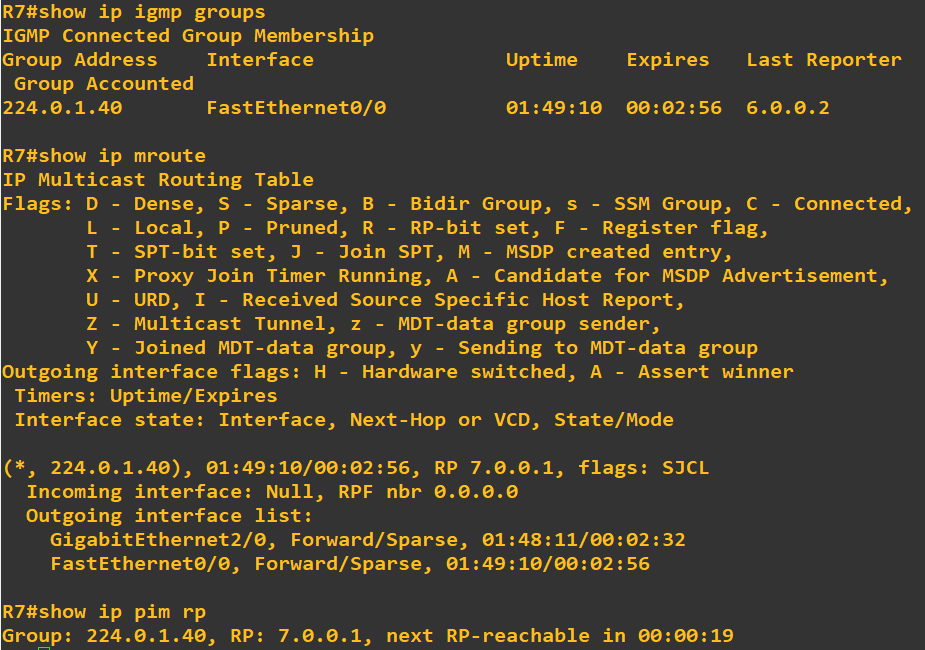 R7#show ip igmp groups
IGMP Connected Group Membership
Group Address    Interface                Uptime    Expires   Last Reporter
 Group Accounted
224.0.1.40       FastEthernet0/0          01:49:10  00:02:56  6.0.0.2
R7#show ip mroute
IP Multicast Routing Table
Flags: D - Dense, S - Sparse, B - Bidir Group, s - SSM Group, C - Connected,
       L - Local, P - Pruned, R - RP-bit set, F - Register flag,
       T - SPT-bit set, J - Join SPT, M - MSDP created entry,
       X - Proxy Join Timer Running, A - Candidate for MSDP Advertisement,
       U - URD, I - Received Source Specific Host Report,
       Z - Multicast Tunnel, z - MDT-data group sender,
       Y - Joined MDT-data group, y - Sending to MDT-data group
Outgoing interface flags: H - Hardware switched, A - Assert winner
 Timers: Uptime/Expires
 Interface state: Interface, Next-Hop or VCD, State/Mode
(*, 224.0.1.40), 01:49:10/00:02:56, RP 7.0.0.1, flags: SJCL
  Incoming interface: Null, RPF nbr 0.0.0.0
  Outgoing interface list:
    GigabitEthernet2/0, Forward/Sparse, 01:48:11/00:02:32
    FastEthernet0/0, Forward/Sparse, 01:49:10/00:02:56
R7#show ip pim rp
Group: 224.0.1.40, RP: 7.0.0.1, next RP-reachable in 00:00:19